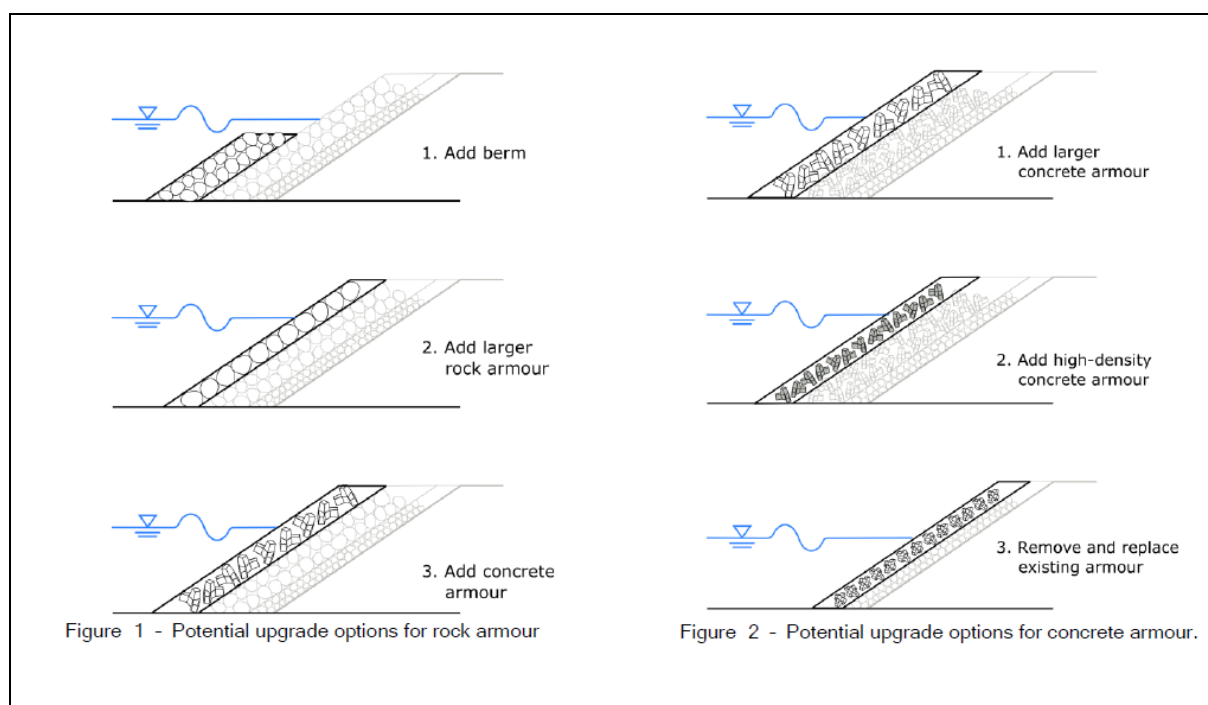 1. Add berm
2. Add larger
rock armour
3. Add concrete
armour
Figure 1 - Potential upgrade options for rock armour
1. Add larger
concrete armour
2. Add high-density
concrete armour
3. Remove and replace
existing armour
Figure 2 - Potential upgrade options for concrete armour.